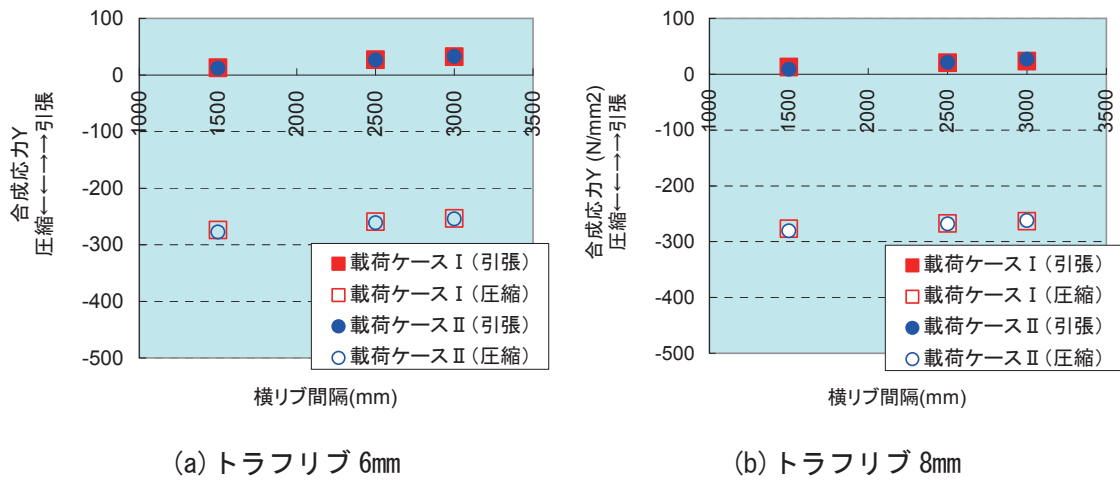 100
0
-100
-200
-300
-400
-500
1000
1500
2000
2500
3000
3500
合成応力Y
圧縮←←→→引張
載荷ケースⅠ(引張)
載荷ケースⅠ(圧縮)
載荷ケースⅡ(引張)
載荷ケースⅡ(圧縮)
横リブ間隔(mm)
(a) トラフリブ 6mm
100
0
-100
-200
-300
-400
-500
1000
1500
2000
2500
3000
3500
合成応力Y (N/mm2)
圧縮←←→→引張
載荷ケースⅠ(引張)
載荷ケースⅠ(圧縮)
載荷ケースⅡ(引張)
載荷ケースⅡ(圧縮)
横リブ間隔(mm)
(b) トラフリブ 8mm